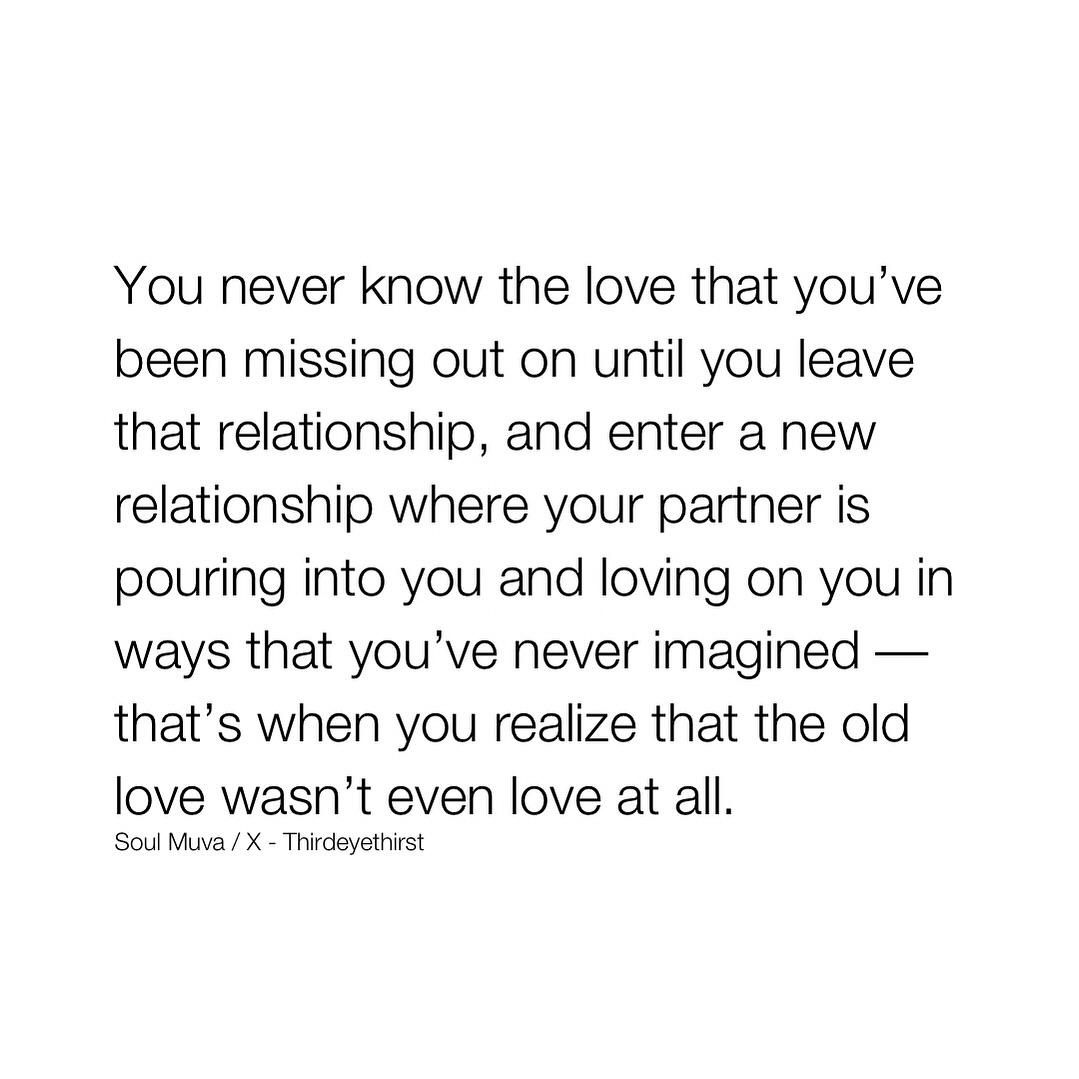 You never know the love that you’ve
been missing out on until you leave
that relationship, and enter a new
relationship where your partner is
pouring into you and loving on you in
ways that you’ve never imagined —
that’s when you realize that the old
love wasn’t even love at all.
Soul Muva / X - Thirdeyethirst